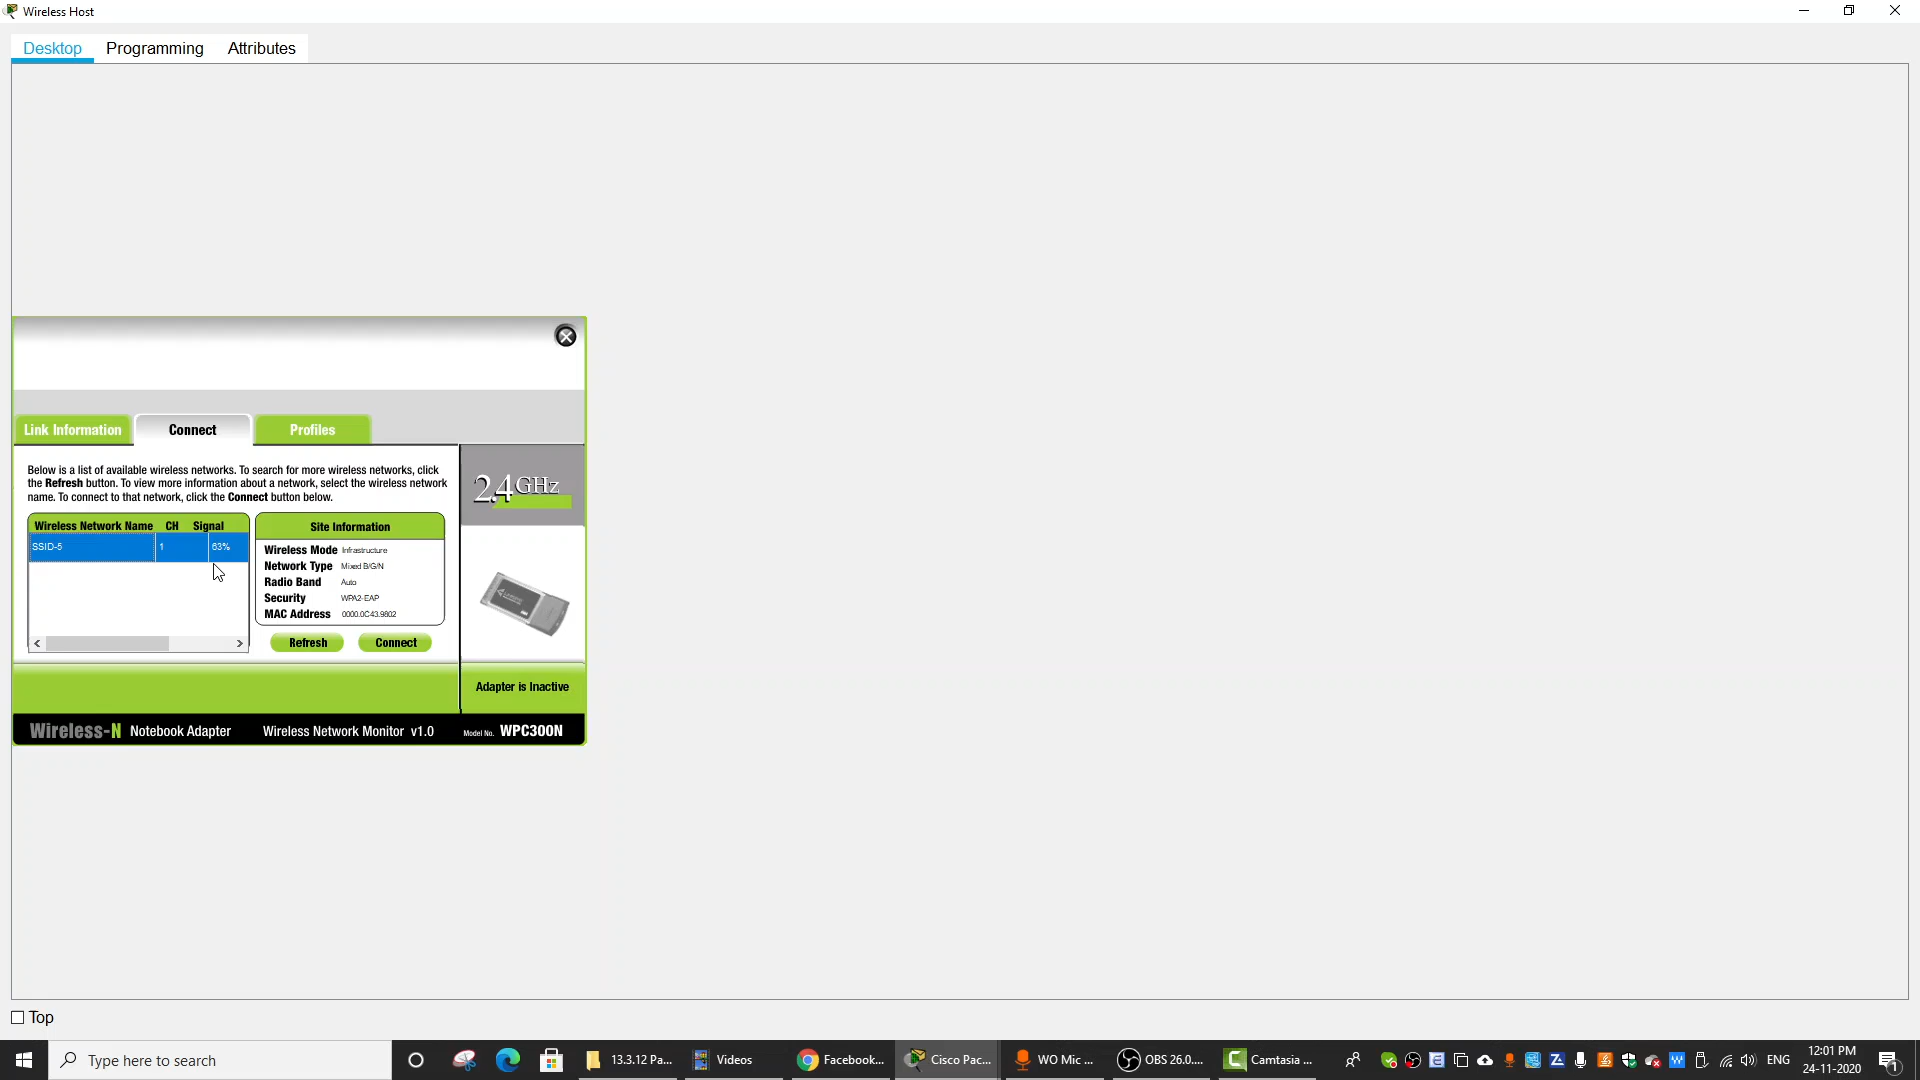 Wireless Host
Desktop Programming Attributes
Link Information Connect Profiles
Below is a list of available wireless networks. To search for more wireless networks, click
the Refresh button. To view more information about a network, select the wireless network
name. To connect to that network, click the Connect button below.
2.4GHz
Wireless Network Name CH Signal
SSID-5 1 63%
Site Information
Wireless Mode Infrastructure
Network Type Mixed B/G/N
Radio Band Auto
Security WPA2-EAP
MAC Address 0000.0C43.9802
Refresh Connect
Adapter is Inactive
Wireless-N Notebook Adapter Wireless Network Monitor v1.0 Model No. WPC300N
Top
Type here to search
13.3.12 Pa...
Videos
Facebook...
Cisco Pac...
WO Mic ...
OBS 26.0....
Camtasia ...
ENG
12:01 PM
24-11-2020
1